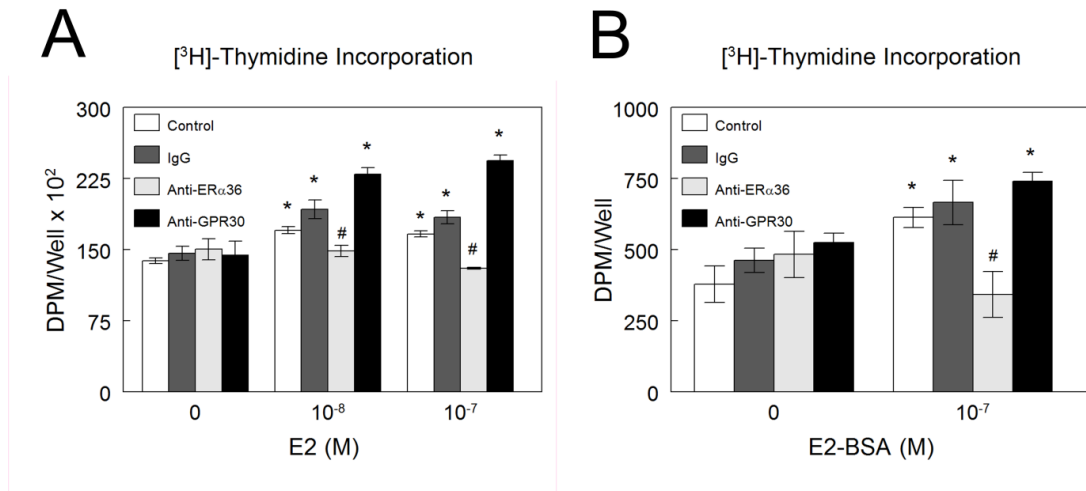 A
[³H]-Thymidine Incorporation
300
225
150
75
0
DPM/Well x 10²
Control
IgG
Anti-ERα36
Anti-GPR30
* * # *
* * # *
0 10⁻⁸ 10⁻⁷
E2 (M)
B
[³H]-Thymidine Incorporation
1000
750
500
250
0
DPM/Well
Control
IgG
Anti-ERα36
Anti-GPR30
* * # *
0 10⁻⁷
E2-BSA (M)